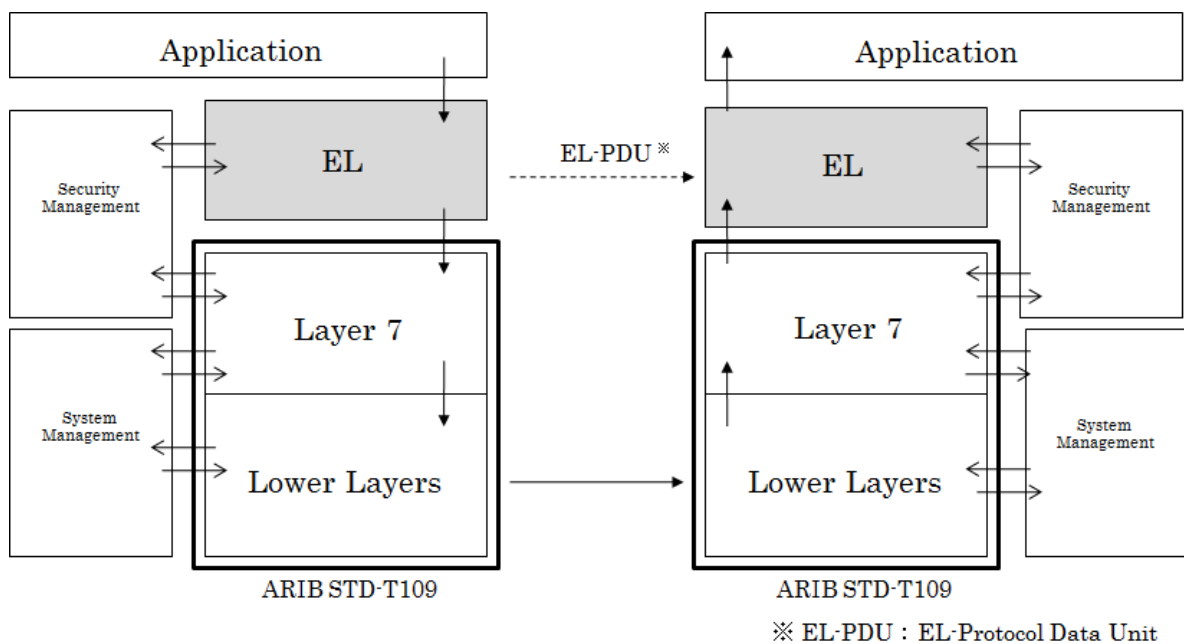 Application
Application
EL
EL-PDU ※
EL
Security
Management
Security
Management
Layer 7
Layer 7
System
Management
System
Management
Lower Layers
Lower Layers
ARIB STD-T109
ARIB STD-T109
※ EL-PDU : EL-Protocol Data Unit